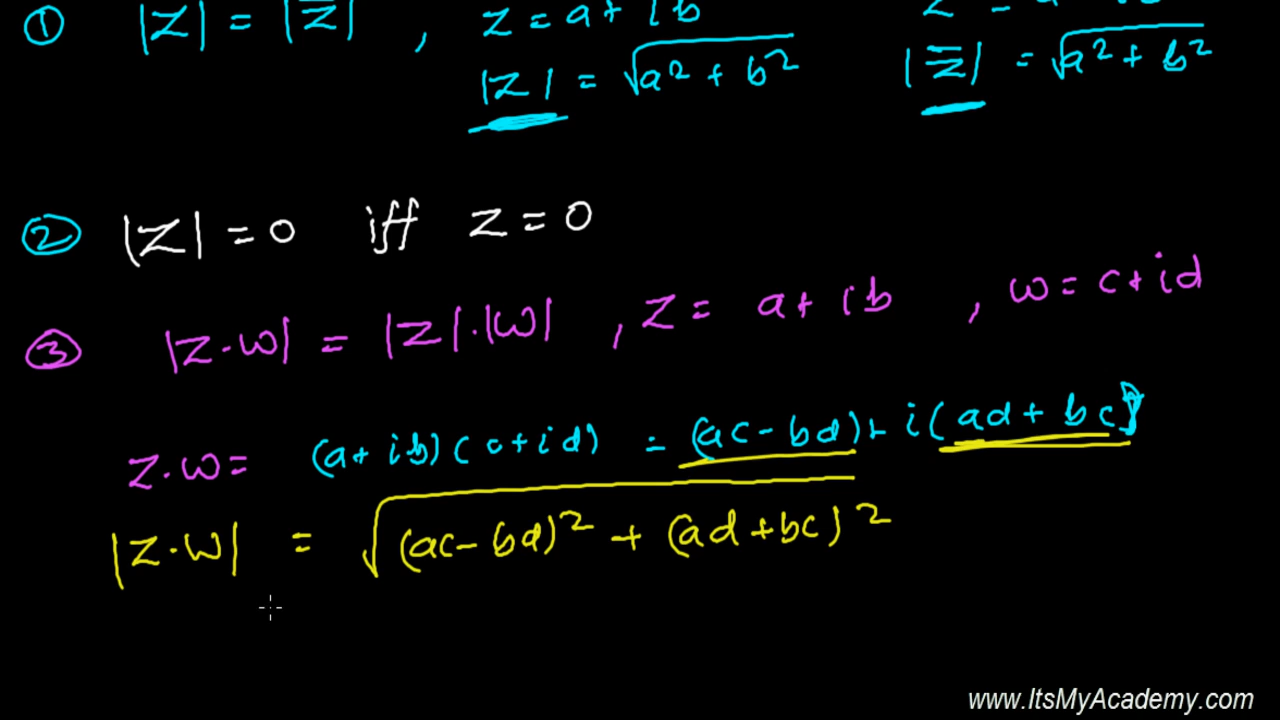 ① |z| = |z̅| , z = a + ib
|z| = √(a² + b²) |z̅| = √(a² + b²)
② |z| = 0 iff z = 0
③ |z·w| = |z|·|w| , z = a + ib , w = c + id
z·w = (a + ib)(c + id) = (ac - bd) + i(ad + bc)
|z·w| = √((ac - bd)² + (ad + bc)²)
www.ItsMyAcademy.com